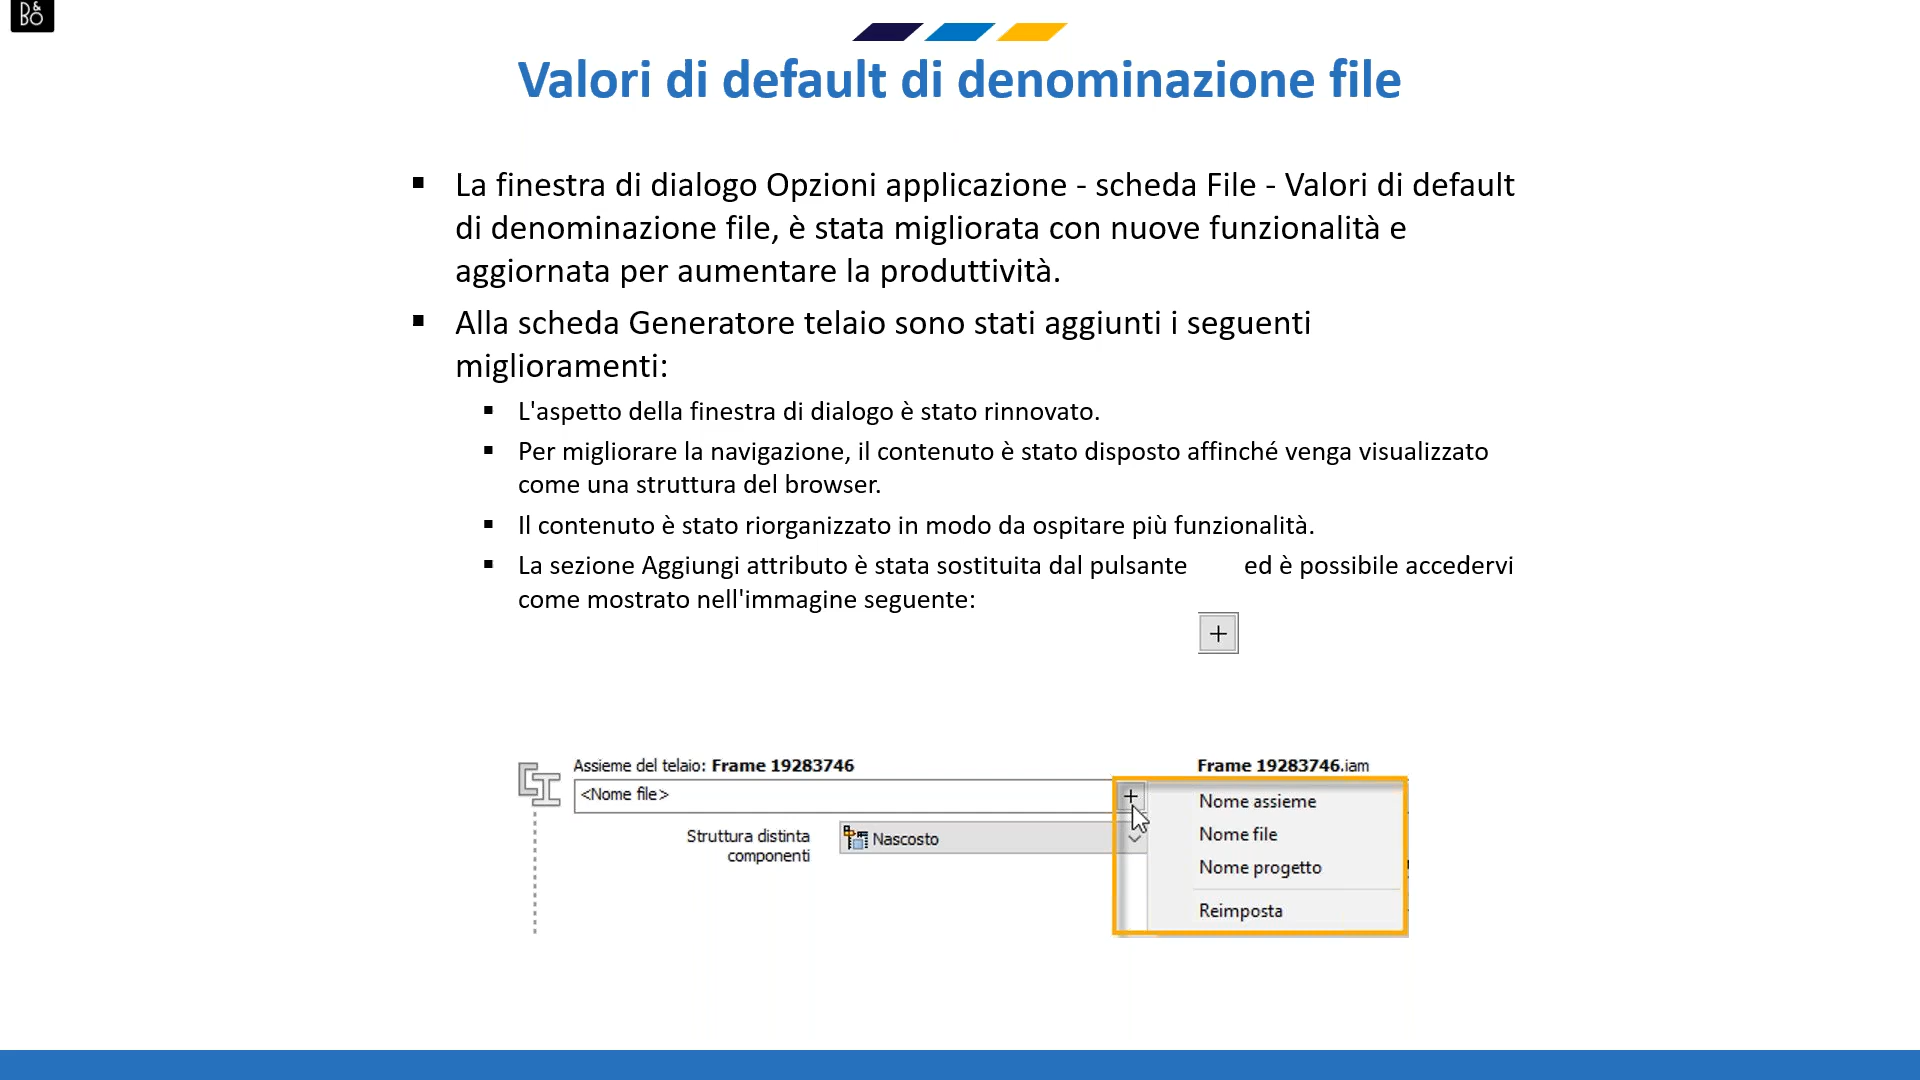 B&O
Valori di default di denominazione file
▪ La finestra di dialogo Opzioni applicazione - scheda File - Valori di default
di denominazione file, è stata migliorata con nuove funzionalità e
aggiornata per aumentare la produttività.
▪ Alla scheda Generatore telaio sono stati aggiunti i seguenti
miglioramenti:
▪ L'aspetto della finestra di dialogo è stato rinnovato.
▪ Per migliorare la navigazione, il contenuto è stato disposto affinché venga visualizzato
come una struttura del browser.
▪ Il contenuto è stato riorganizzato in modo da ospitare più funzionalità.
▪ La sezione Aggiungi attributo è stata sostituita dal pulsante ed è possibile accedervi
come mostrato nell'immagine seguente:
+
Assieme del telaio: Frame 19283746
Frame 19283746.iam
<Nome file>
+
Nome assieme
Nome file
Nome progetto
Reimposta
Struttura distinta
componenti
Nascosto